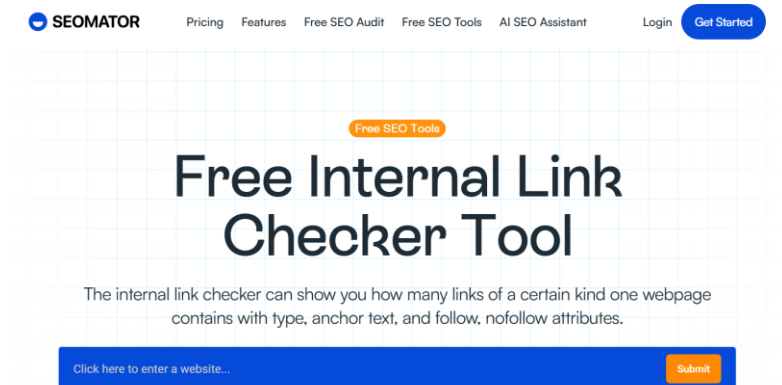 SEOMATOR Pricing Features Free SEO Audit Free SEO Tools AI SEO Assistant Login Get Started
Free SEO Tools
Free Internal Link
Checker Tool
The internal link checker can show you how many links of a certain kind one webpage
contains with type, anchor text, and follow, nofollow attributes.
Click here to enter a website... Submit